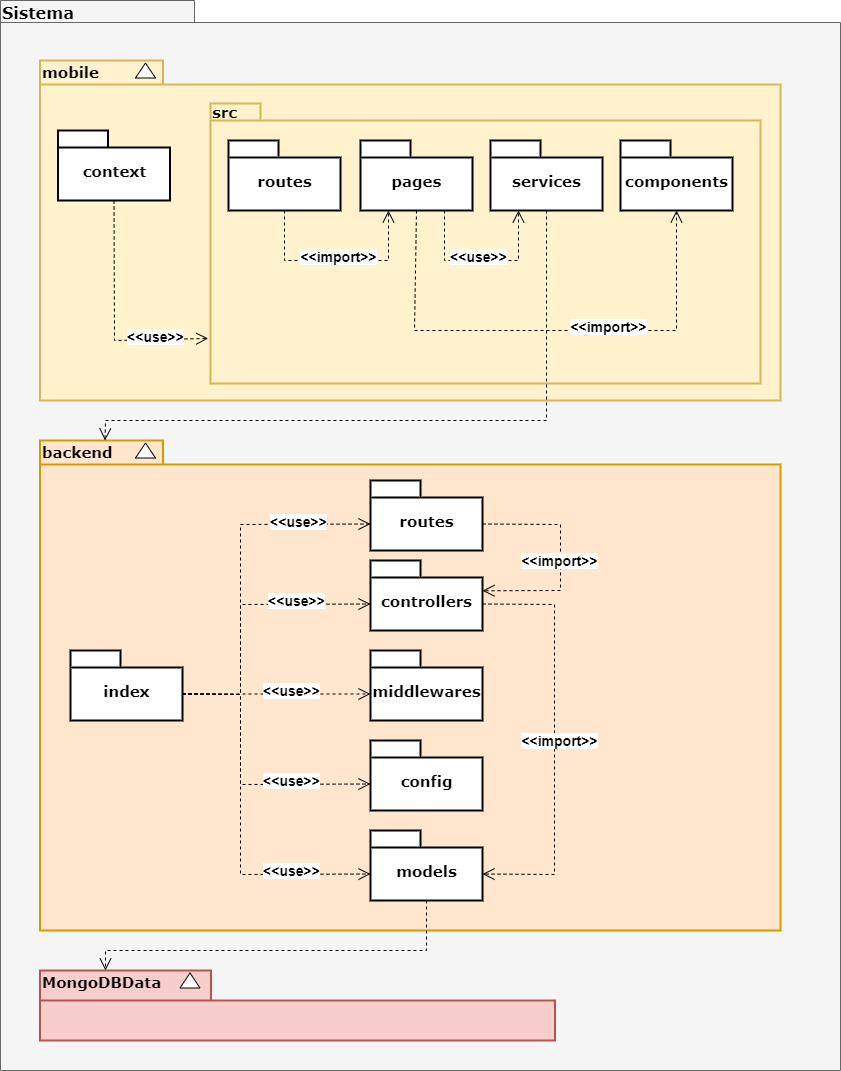 Sistema
mobile
src
context
routes
pages
services
components
<<import>>
<<use>>
<<import>>
<<use>>
backend
routes
<<use>>
<<import>>
controllers
<<use>>
index
middlewares
<<use>>
<<import>>
config
<<use>>
models
<<use>>
MongoDBData